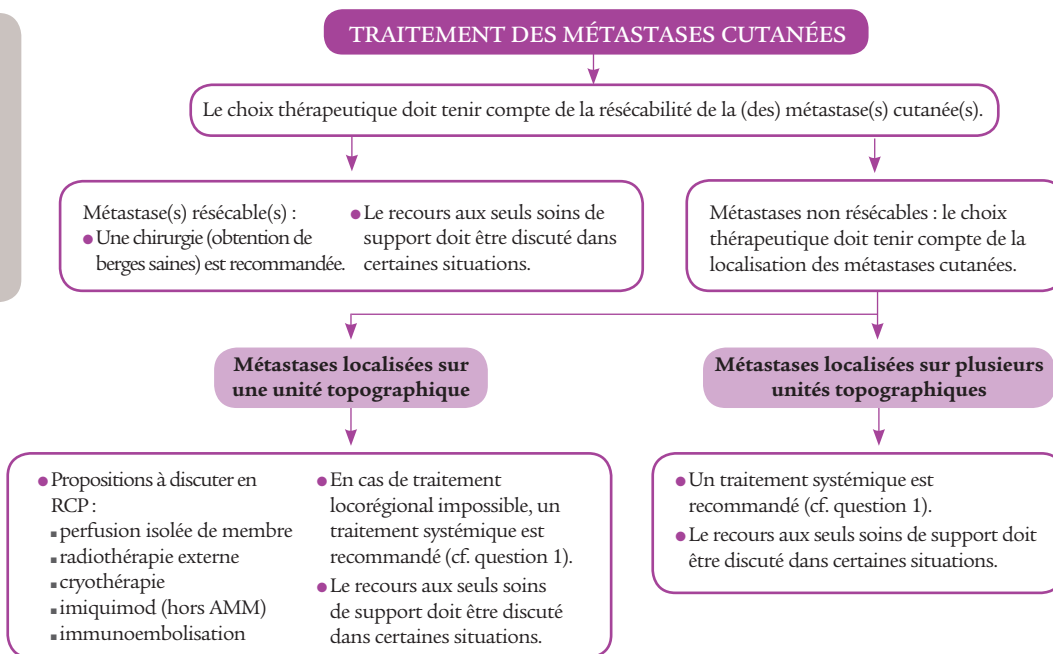 TRAITEMENT DES MÉTASTASES CUTANÉES
Le choix thérapeutique doit tenir compte de la résécabilité de la (des) métastase(s) cutanée(s).
Métastase(s) résécable(s) :
● Une chirurgie (obtention de
berges saines) est recommandée.
● Le recours aux seuls soins de
support doit être discuté dans
certaines situations.
Métastases non résécables : le choix
thérapeutique doit tenir compte de la
localisation des métastases cutanées.
Métastases localisées sur
une unité topographique
Métastases localisées sur plusieurs
unités topographiques
● Propositions à discuter en
RCP :
■ perfusion isolée de membre
■ radiothérapie externe
■ cryothérapie
■ imiquimod (hors AMM)
■ immunoembolisation
● En cas de traitement
locorégional impossible, un
traitement systémique est
recommandé (cf. question 1).
● Le recours aux seuls soins
de support doit être discuté
dans certaines situations.
● Un traitement systémique est
recommandé (cf. question 1).
● Le recours aux seuls soins de support doit
être discuté dans certaines situations.